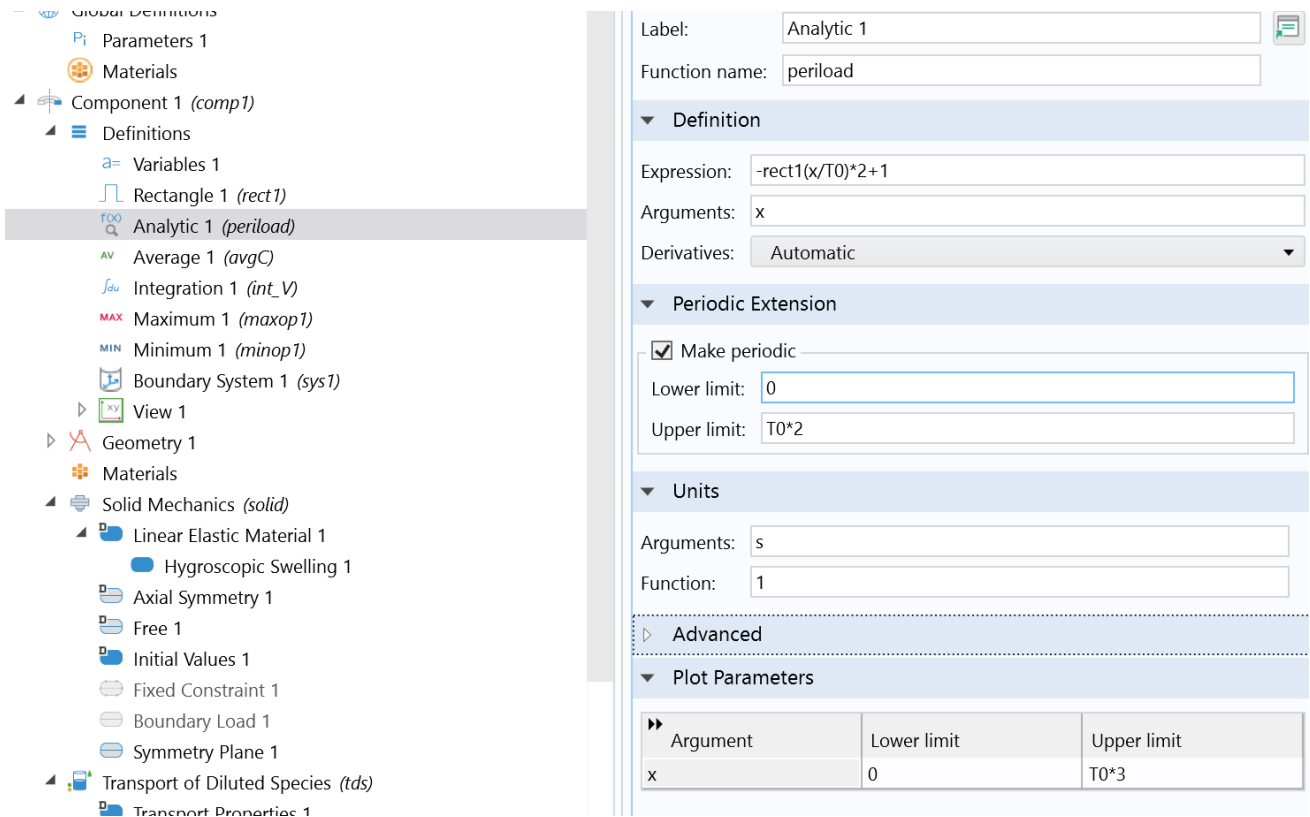 Global Definitions
Pi Parameters 1
Materials
Component 1 (comp1)
Definitions
a= Variables 1
Rectangle 1 (rect1)
f(x) Analytic 1 (periload)
AV Average 1 (avgC)
∫du Integration 1 (int_V)
MAX Maximum 1 (maxop1)
MIN Minimum 1 (minop1)
Boundary System 1 (sys1)
xy View 1
Geometry 1
Materials
Solid Mechanics (solid)
D Linear Elastic Material 1
Hygroscopic Swelling 1
D Axial Symmetry 1
D Free 1
D Initial Values 1
Fixed Constraint 1
Boundary Load 1
Symmetry Plane 1
Transport of Diluted Species (tds)
D Transport Properties 1
Label: Analytic 1
Function name: periload
Definition
Expression: -rect1(x/T0)*2+1
Arguments: x
Derivatives: Automatic
Periodic Extension
Make periodic
Lower limit: 0
Upper limit: T0*2
Units
Arguments: s
Function: 1
Advanced
Plot Parameters
Argument Lower limit Upper limit
x 0 T0*3